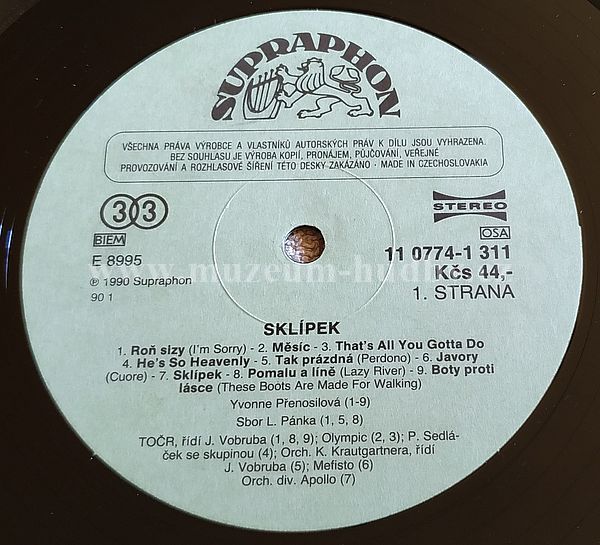 SUPRAPHON
VŠECHNA PRÁVA VÝROBCE A VLASTNÍKŮ AUTORSKÝCH PRÁV K DÍLU JSOU VYHRAZENA.
BEZ SOUHLASU JE VÝROBA KOPIÍ, PRONÁJEM, PŮJČOVÁNÍ, VEŘEJNÉ
PROVOZOVÁNÍ A ROZHLASOVÉ ŠÍŘENÍ TÉTO DESKY ZAKÁZÁNO · MADE IN CZECHOSLOVAKIA
33
STEREO
BIEM
OSA
E 8995
11 0774-1 311
Kčs 44,-
℗ 1990 Supraphon
90 1
1. STRANA
SKLÍPEK
1. Roň slzy (I'm Sorry) - 2. Měsíc - 3. That's All You Gotta Do
4. He's So Heavenly - 5. Tak prázdná (Perdono) - 6. Javory
(Cuore) - 7. Sklípek - 8. Pomalu a líně (Lazy River) - 9. Boty proti
lásce (These Boots Are Made For Walking)
Yvonne Přenosilová (1-9)
Sbor L. Pánka (1, 5, 8)
TOČR, řídí J. Vobruba (1, 8, 9); Olympic (2, 3); P. Sedlá-
ček se skupinou (4); Orch. K. Krautgartnera, řídí
J. Vobruba (5); Mefisto (6)
Orch. div. Apollo (7)